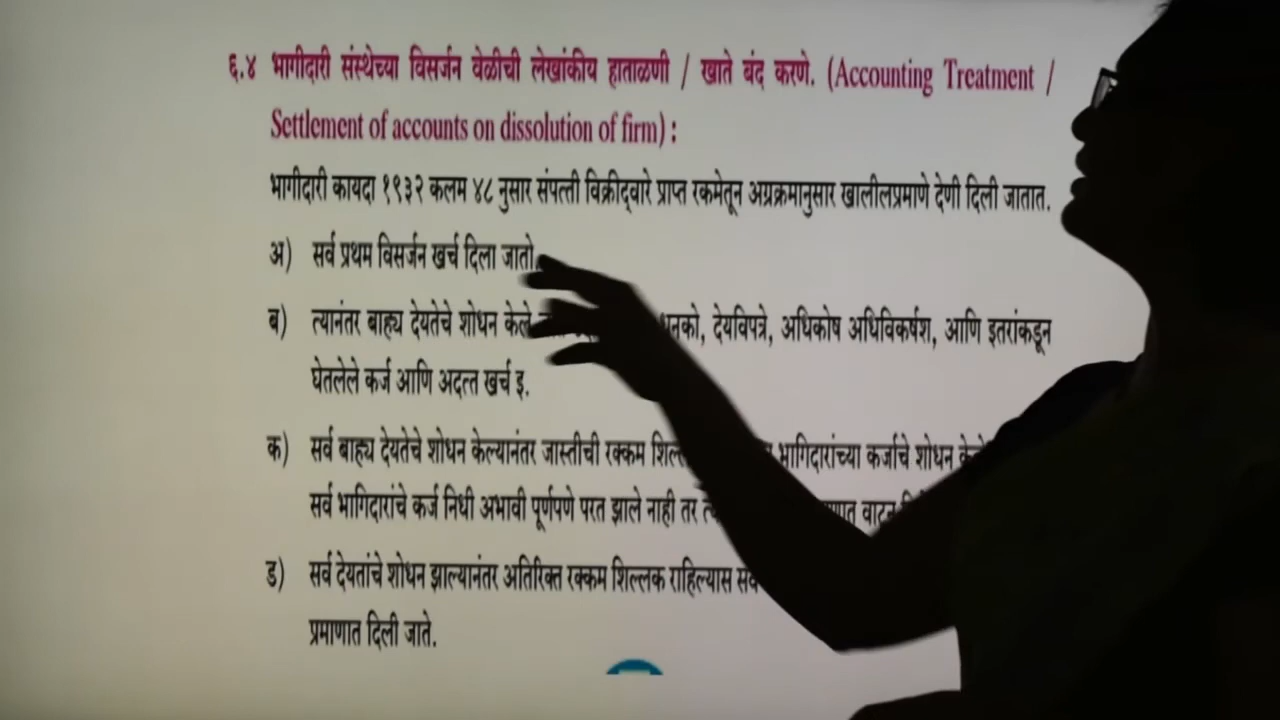 ६.४ भागीदारी संस्थेच्या विसर्जन वेळीची लेखांकीय हाताळणी / खाते बंद करणे. (Accounting Treatment /
Settlement of accounts on dissolution of firm) :
भागीदारी कायदा १९३२ कलम ४८ नुसार संपत्ती विक्रीद्वारे प्राप्त रकमेतून अग्रक्रमानुसार खालीलप्रमाणे देणी दिली जातात.
अ) सर्व प्रथम विसर्जन खर्च दिला जातो.
ब) त्यानंतर बाह्य देयतेचे शोधन केले देयविपत्रे, अधिकोष अधिविकर्षश, आणि इतरांकडून
घेतलेले कर्ज आणि अदत्त खर्च इ.
क) सर्व बाह्य देयतेचे शोधन केल्यानंतर जास्तीची रक्कम भागिदारांच्या कर्जाचे शोधन
सर्व भागिदारांचे कर्ज निधी अभावी पूर्णपणे परत झाले नाही तर वाटून
ड) सर्व देयतांचे शोधन झाल्यानंतर अतिरिक्त रक्कम शिल्लक राहिल्यास
प्रमाणात दिली जाते.